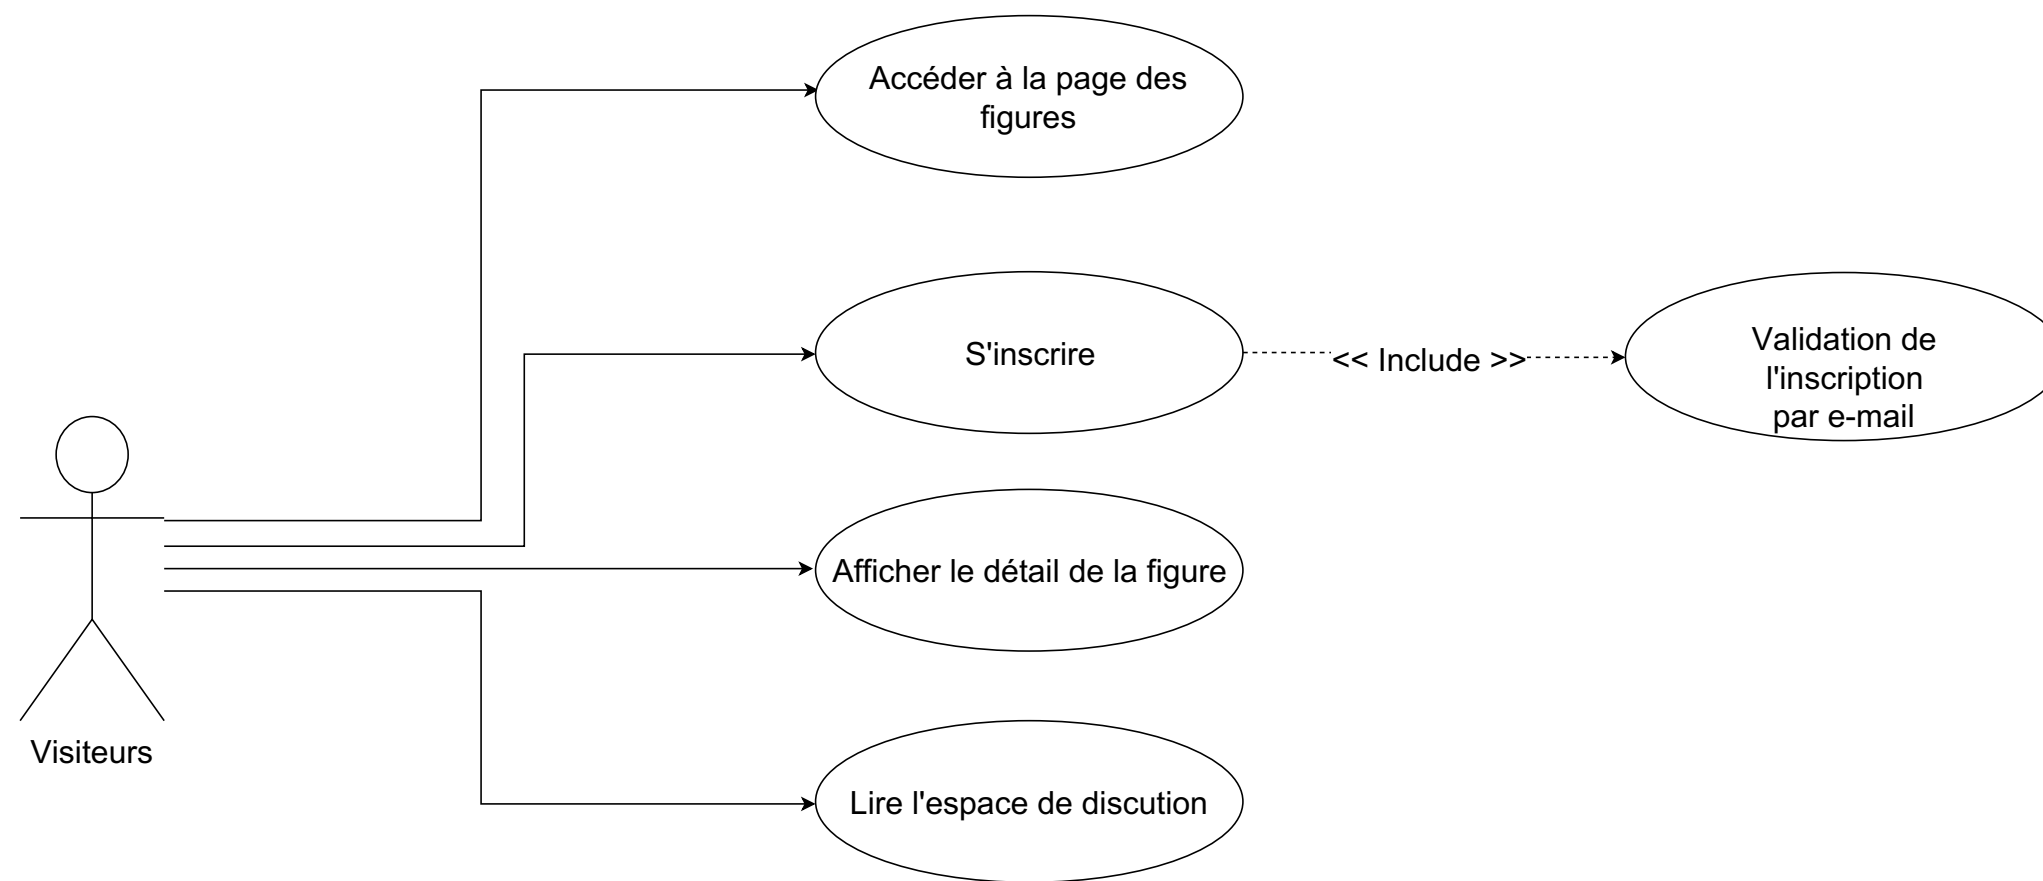 Accéder à la page des
figures
S'inscrire
<< Include >>
Validation de
l'inscription
par e-mail
Afficher le détail de la figure
Visiteurs
Lire l'espace de discution